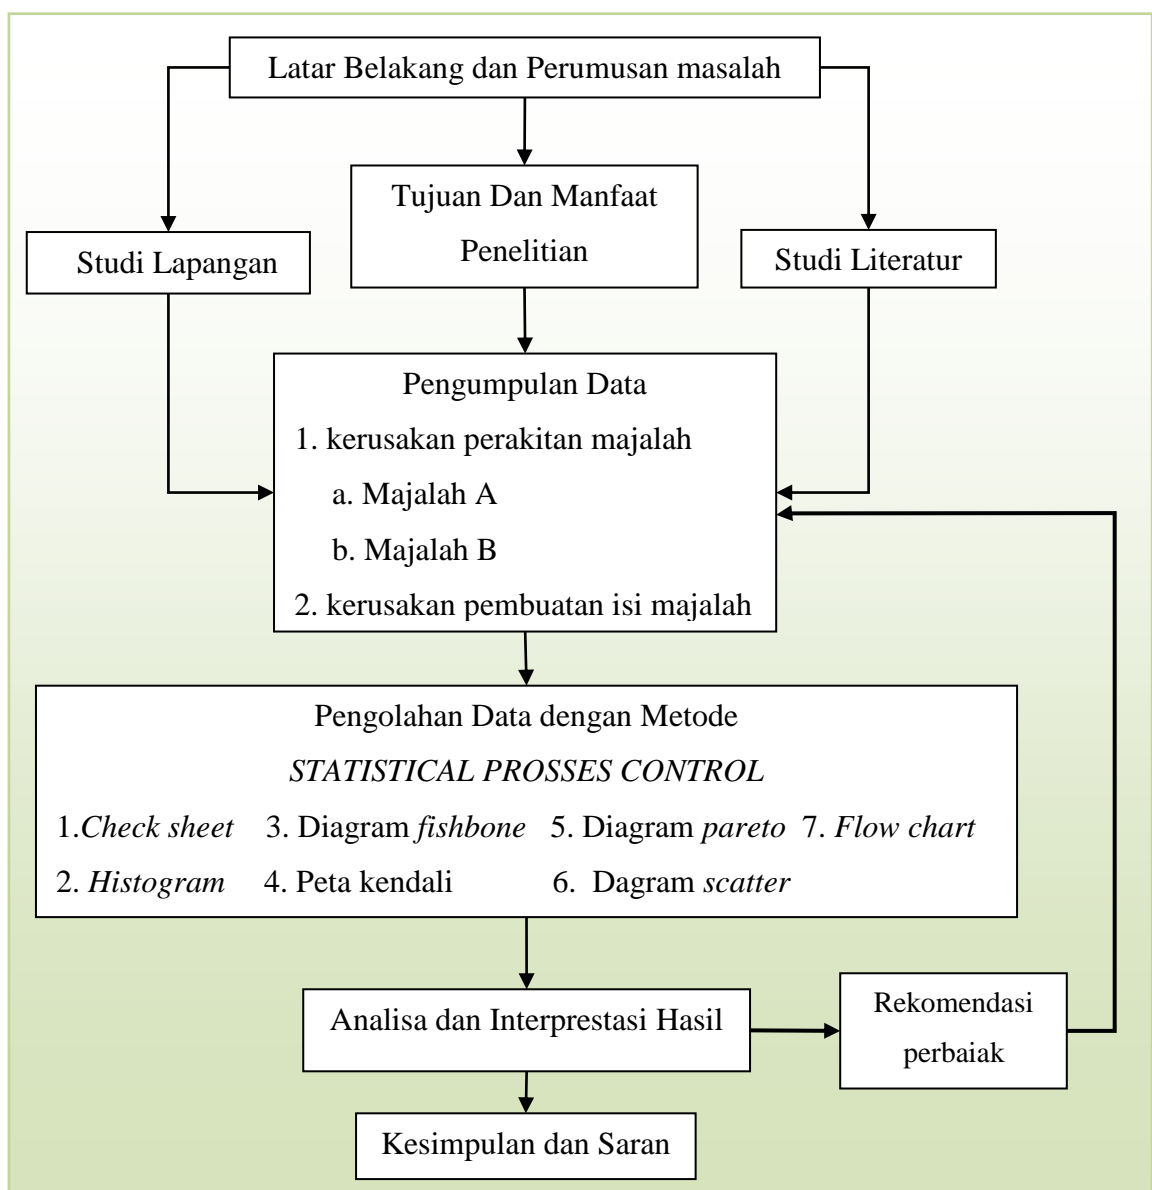 Latar Belakang dan Perumusan masalah
Tujuan Dan Manfaat
Penelitian
Studi Lapangan
Studi Literatur
Pengumpulan Data
1. kerusakan perakitan majalah
a. Majalah A
b. Majalah B
2. kerusakan pembuatan isi majalah
Pengolahan Data dengan Metode
STATISTICAL PROSSES CONTROL
1.Check sheet 3. Diagram fishbone 5. Diagram pareto 7. Flow chart
2. Histogram 4. Peta kendali 6. Dagram scatter
Analisa dan Interprestasi Hasil
Rekomendasi
perbaiak
Kesimpulan dan Saran